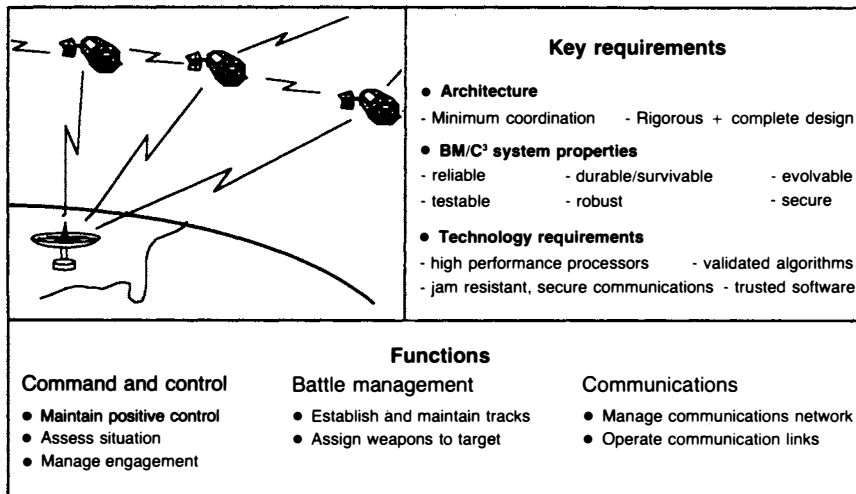 Key requirements
● Architecture
- Minimum coordination - Rigorous + complete design
● BM/C³ system properties
- reliable - durable/survivable - evolvable
- testable - robust - secure
● Technology requirements
- high performance processors - validated algorithms
- jam resistant, secure communications - trusted software
Functions
Command and control
● Maintain positive control
● Assess situation
● Manage engagement
Battle management
● Establish and maintain tracks
● Assign weapons to target
Communications
● Manage communications network
● Operate communication links